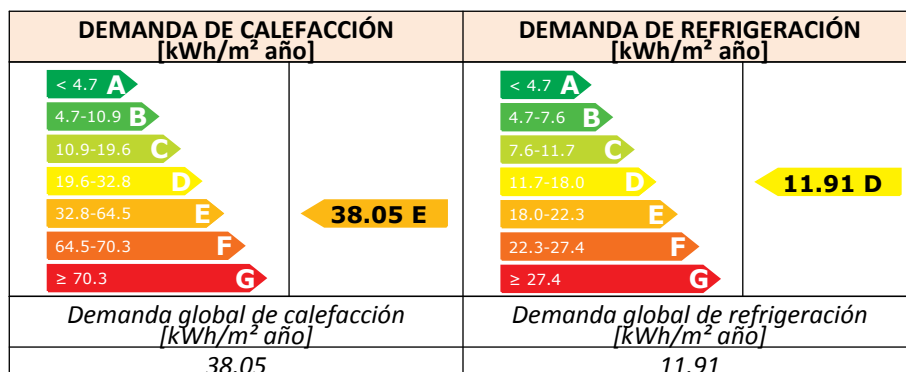 DEMANDA DE CALEFACCIÓN
[kWh/m² año]
DEMANDA DE REFRIGERACIÓN
[kWh/m² año]
< 4.7 A
4.7-10.9 B
10.9-19.6 C
19.6-32.8 D
32.8-64.5 E
64.5-70.3 F
≥ 70.3 G
38.05 E
< 4.7 A
4.7-7.6 B
7.6-11.7 C
11.7-18.0 D
18.0-22.3 E
22.3-27.4 F
≥ 27.4 G
11.91 D
Demanda global de calefacción
[kWh/m² año]
Demanda global de refrigeración
[kWh/m² año]
38.05
11.91